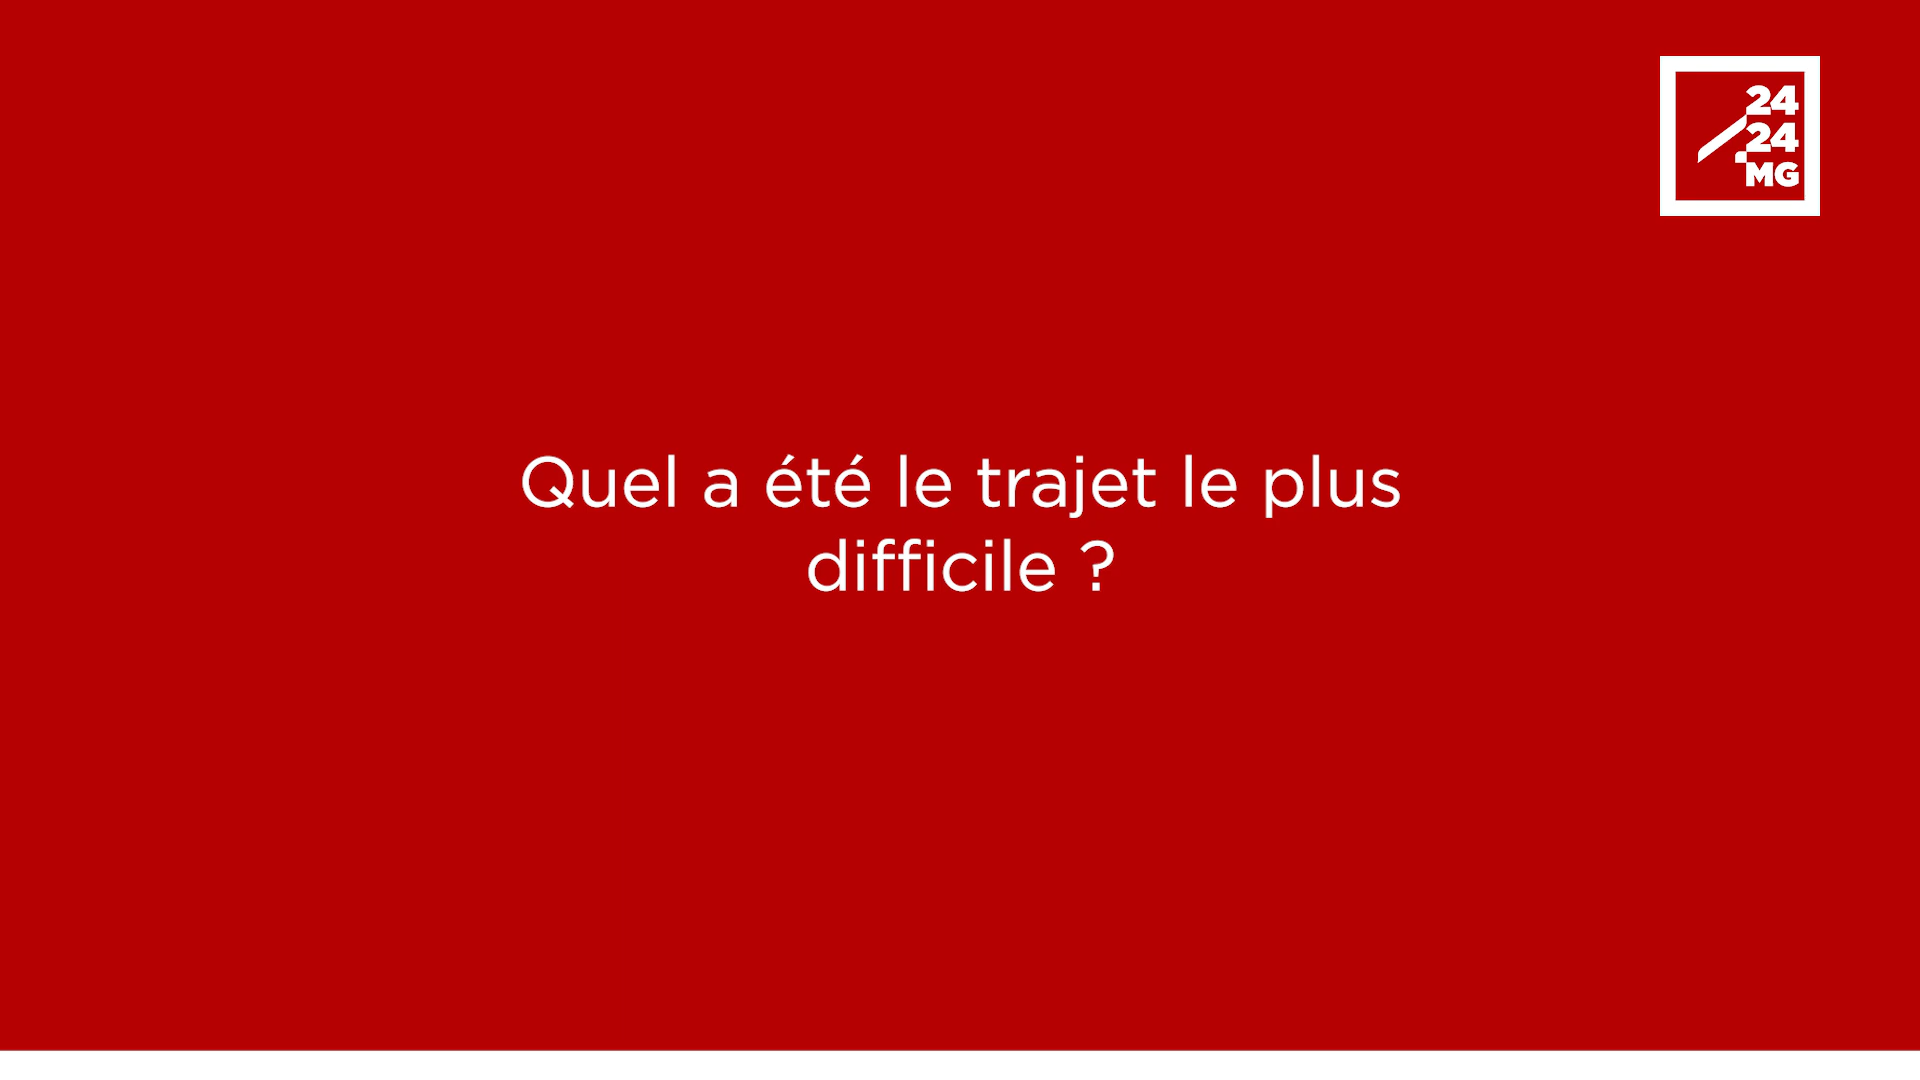 24
24
MG
Quel a été le trajet le plus
difficile ?